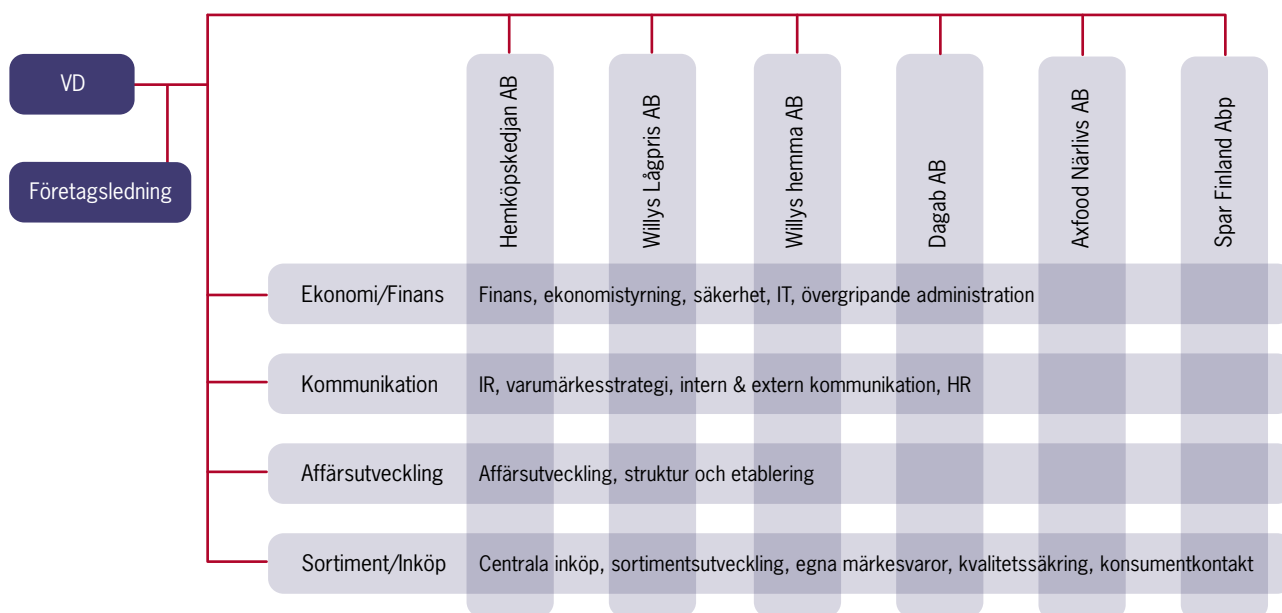 VD
Företagsledning
Hemköpskedjan AB
Willys Lågpris AB
Willys hemma AB
Dagab AB
Axfood Närlivs AB
Spar Finland Abp
Ekonomi/Finans
Finans, ekonomistyrning, säkerhet, IT, övergripande administration
Kommunikation
IR, varumärkesstrategi, intern & extern kommunikation, HR
Affärsutveckling
Affärsutveckling, struktur och etablering
Sortiment/Inköp
Centrala inköp, sortimentsutveckling, egna märkesvaror, kvalitetssäkring, konsumentkontakt